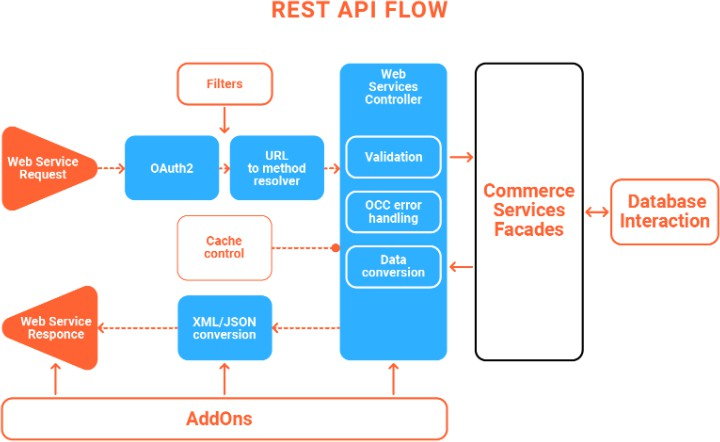 REST API FLOW
Filters
Web
Services
Controller
Web Service
Request
OAuth2
URL
to method
resolver
Validation
OCC error
handling
Commerce
Services
Facades
Database
Interaction
Cache
control
Data
conversion
Web Service
Responce
XML/JSON
conversion
AddOns